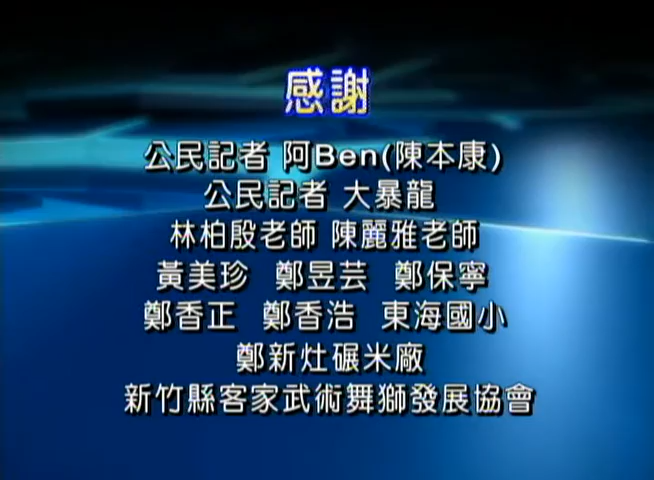 感謝
公民記者 阿Ben(陳本康)
公民記者 大暴龍
林柏殷老師 陳麗雅老師
黃美珍 鄭昱芸 鄭保寧
鄭香正 鄭香浩 東海國小
鄭新灶碾米廠
新竹縣客家武術舞獅發展協會